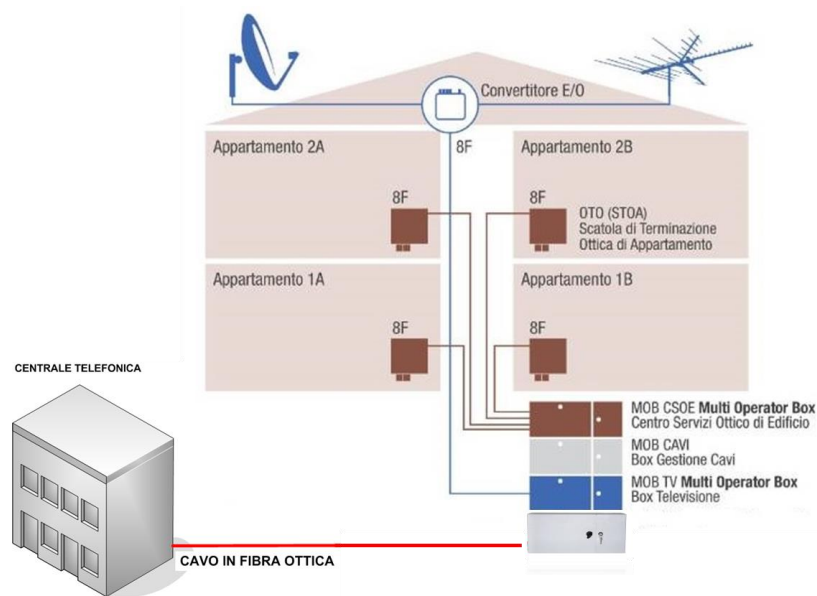 Convertitore E/O
Appartamento 2A
8F
Appartamento 2B
8F
8F
OTO (STOA)
Scatola di Terminazione
Ottica di Appartamento
Appartamento 1A
Appartamento 1B
8F
8F
CENTRALE TELEFONICA
MOB CSOE Multi Operator Box
Centro Servizi Ottico di Edificio
MOB CAVI
Box Gestione Cavi
MOB TV Multi Operator Box
Box Televisione
CAVO IN FIBRA OTTICA